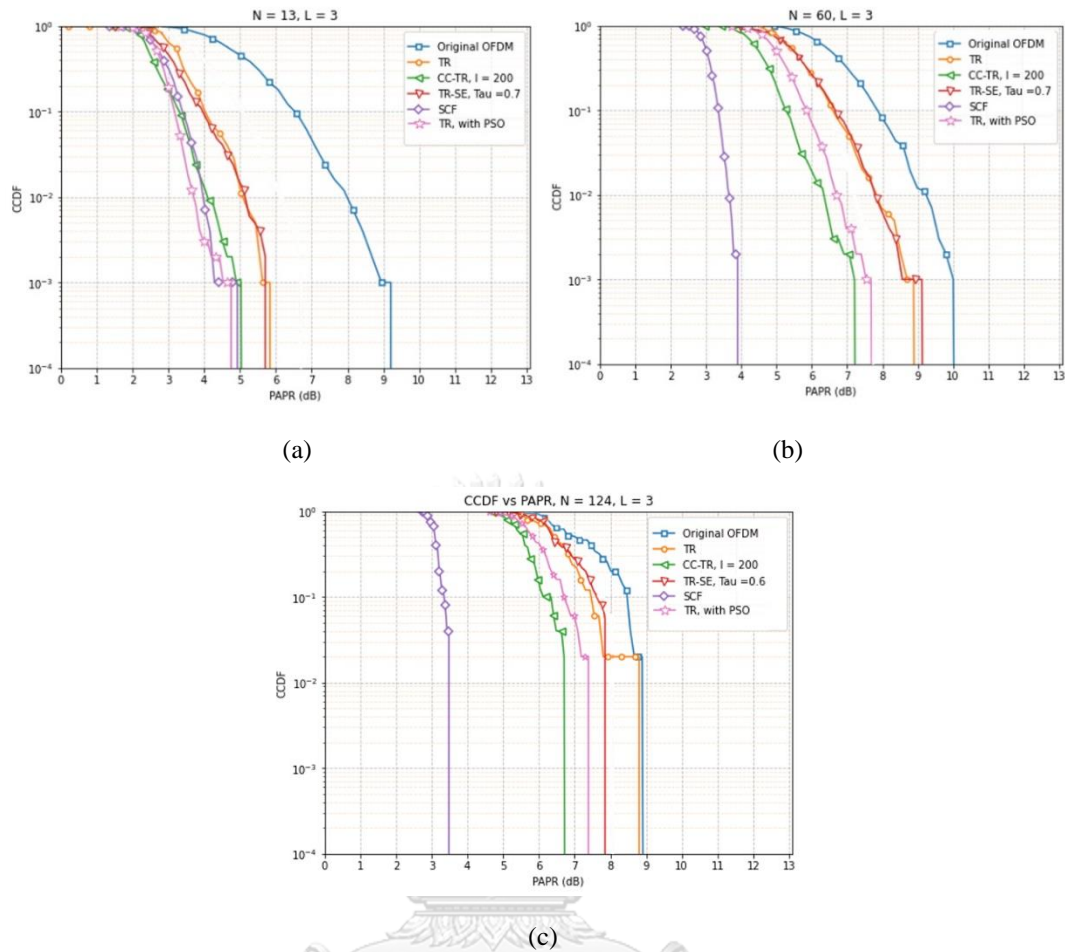 N = 13, L = 3
10⁰
10⁻¹
10⁻²
10⁻³
10⁻⁴
CCDF
Original OFDM
TR
CC-TR, I = 200
TR-SE, Tau =0.7
SCF
TR, with PSO
0 1 2 3 4 5 6 7 8 9 10 11 12 13
PAPR (dB)
(a)
N = 60, L = 3
10⁰
10⁻¹
10⁻²
10⁻³
10⁻⁴
CCDF
Original OFDM
TR
CC-TR, I = 200
TR-SE, Tau =0.7
SCF
TR, with PSO
0 1 2 3 4 5 6 7 8 9 10 11 12 13
PAPR (dB)
(b)
CCDF vs PAPR, N = 124, L = 3
10⁰
10⁻¹
10⁻²
10⁻³
10⁻⁴
CCDF
Original OFDM
TR
CC-TR, I = 200
TR-SE, Tau =0.6
SCF
TR, with PSO
0 1 2 3 4 5 6 7 8 9 10 11 12 13
PAPR (dB)
(c)